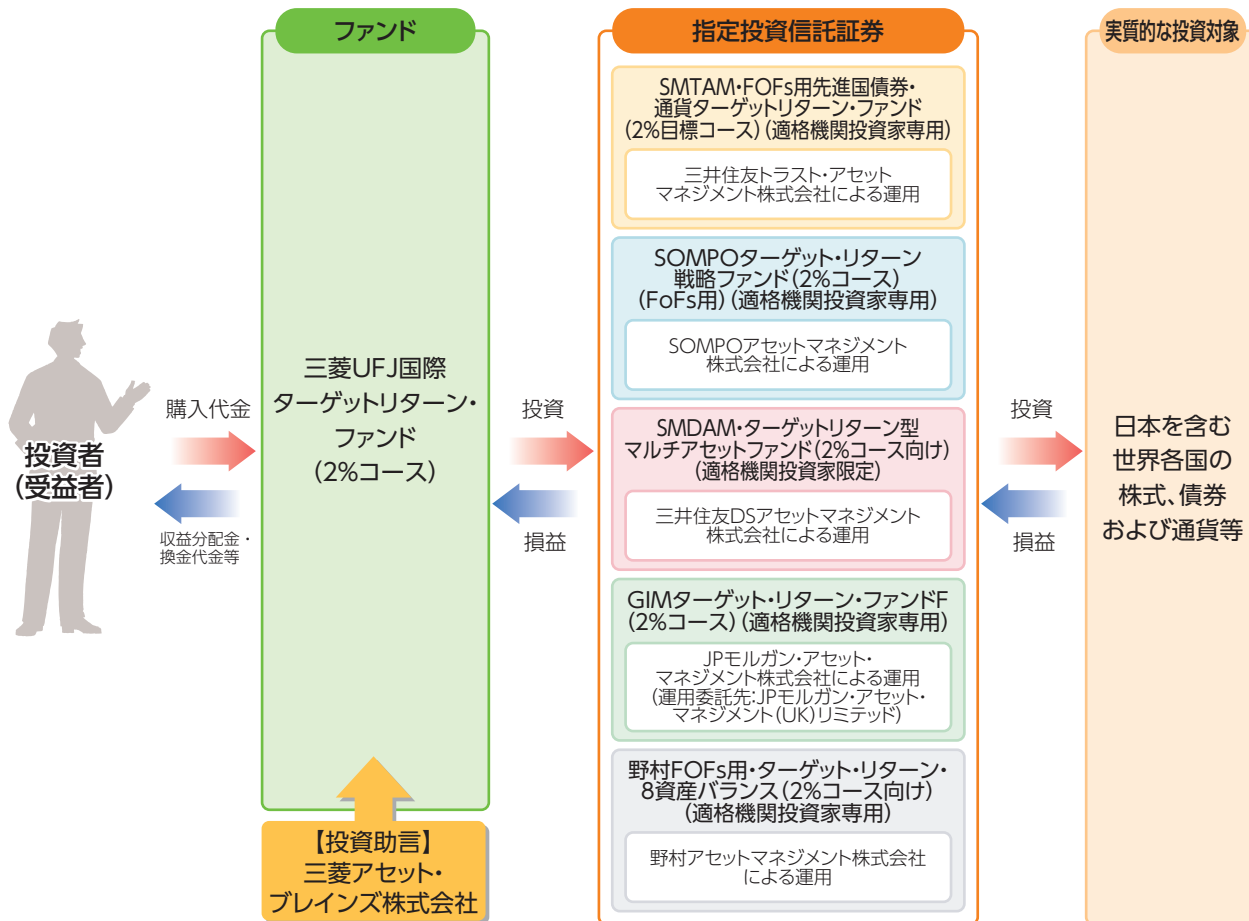 ファンド
指定投資信託証券
実質的な投資対象
投資者
(受益者)
購入代金
収益分配金・
換金代金等
三菱UFJ国際
ターゲットリターン・
ファンド
(2%コース)
【投資助言】
三菱アセット・
ブレインズ株式会社
投資
損益
SMTAM・FOFs用先進国債券・
通貨ターゲットリターン・ファンド
(2%目標コース)(適格機関投資家専用)
三井住友トラスト・アセット
マネジメント株式会社による運用
SOMPOターゲット・リターン
戦略ファンド(2%コース)
(FoFs用)(適格機関投資家専用)
SOMPOアセットマネジメント
株式会社による運用
SMDAM・ターゲットリターン型
マルチアセットファンド(2%コース向け)
(適格機関投資家限定)
三井住友DSアセットマネジメント
株式会社による運用
GIMターゲット・リターン・ファンドF
(2%コース)(適格機関投資家専用)
JPモルガン・アセット・
マネジメント株式会社による運用
(運用委託先:JPモルガン・アセット・
マネジメント(UK)リミテッド)
野村FOFs用・ターゲット・リターン・
8資産バランス(2%コース向け)
(適格機関投資家専用)
野村アセットマネジメント株式会社
による運用
投資
損益
日本を含む
世界各国の
株式、債券
および通貨等